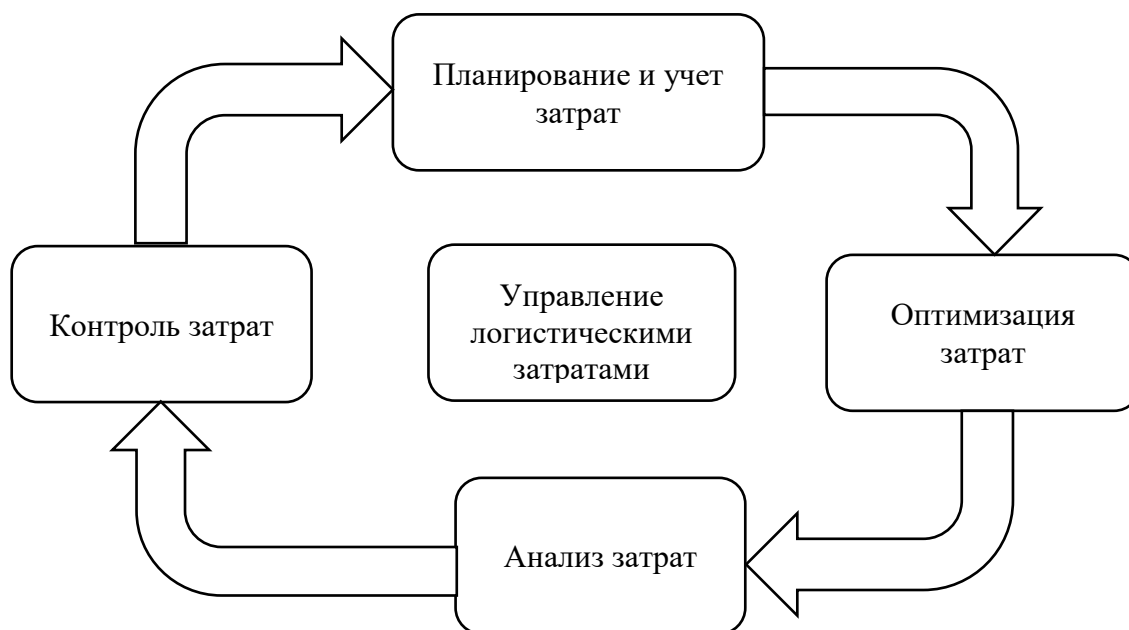 Планирование и учет
затрат
Контроль затрат
Управление
логистическими
затратами
Оптимизация
затрат
Анализ затрат